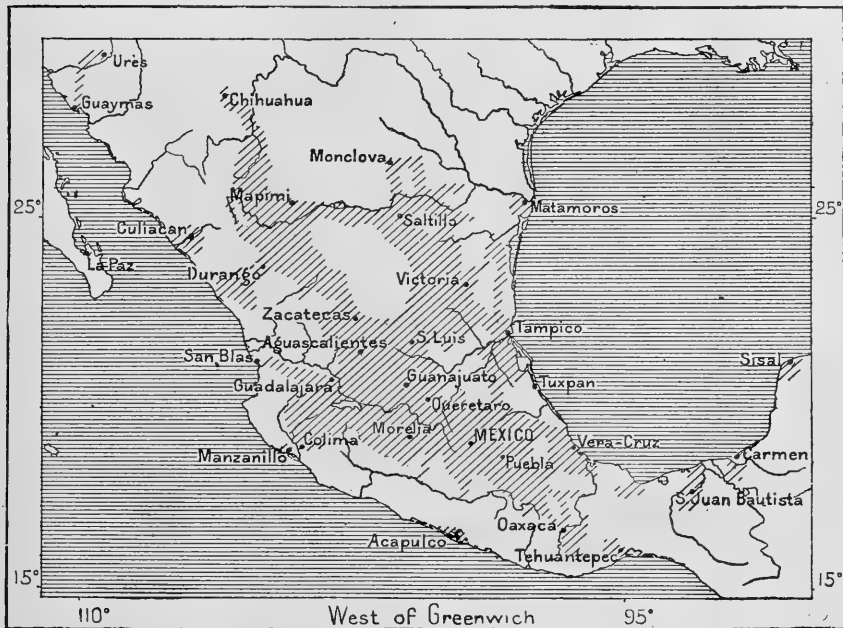 Urès
Guaymas
Chihuahua
Monclova
Mapimi
25°
Saltillo
Matamoros
25°
Culiacan
La Paz
Durango
Victoria
Zacatecas
S. Luis
Tampico
Aguascalientes
San Blas
Sisal
Guadalajara
Guanajuato
Tuxpan
Queretaro
Morelia
MEXICO
Vera-Cruz
Colima
Manzanillo
Puebla
Carmen
S. Juan Bautista
Oaxaca
Acapulco
Tehuantepec
15°
15°
110°
West of Greenwich
95°